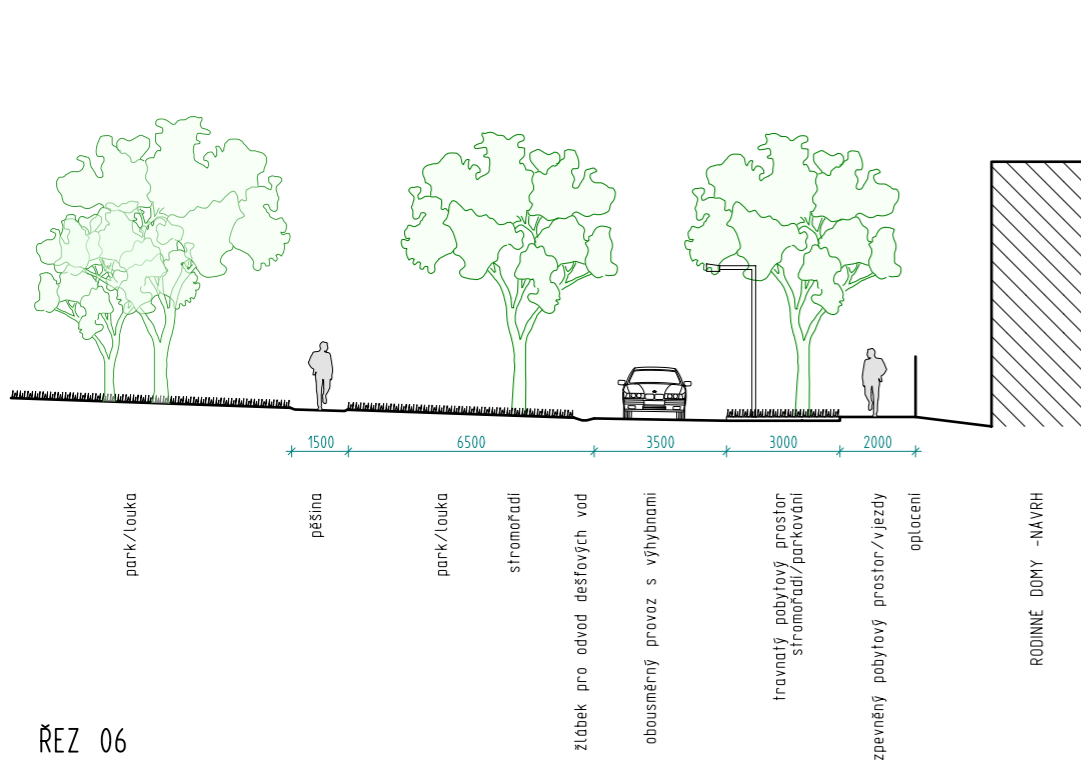 1500
6500
3500
3000
2000
park/louka
pěšina
park/louka
stromořadí
žlábek pro odvod dešťových vod
obousměrný provoz s výhybnami
travnatý pobytový prostor
stromořadí/parkování
zpevněný pobytový prostor/vjezdy
oplocení
RODINNÉ DOMY -NÁVRH
ŘEZ 06